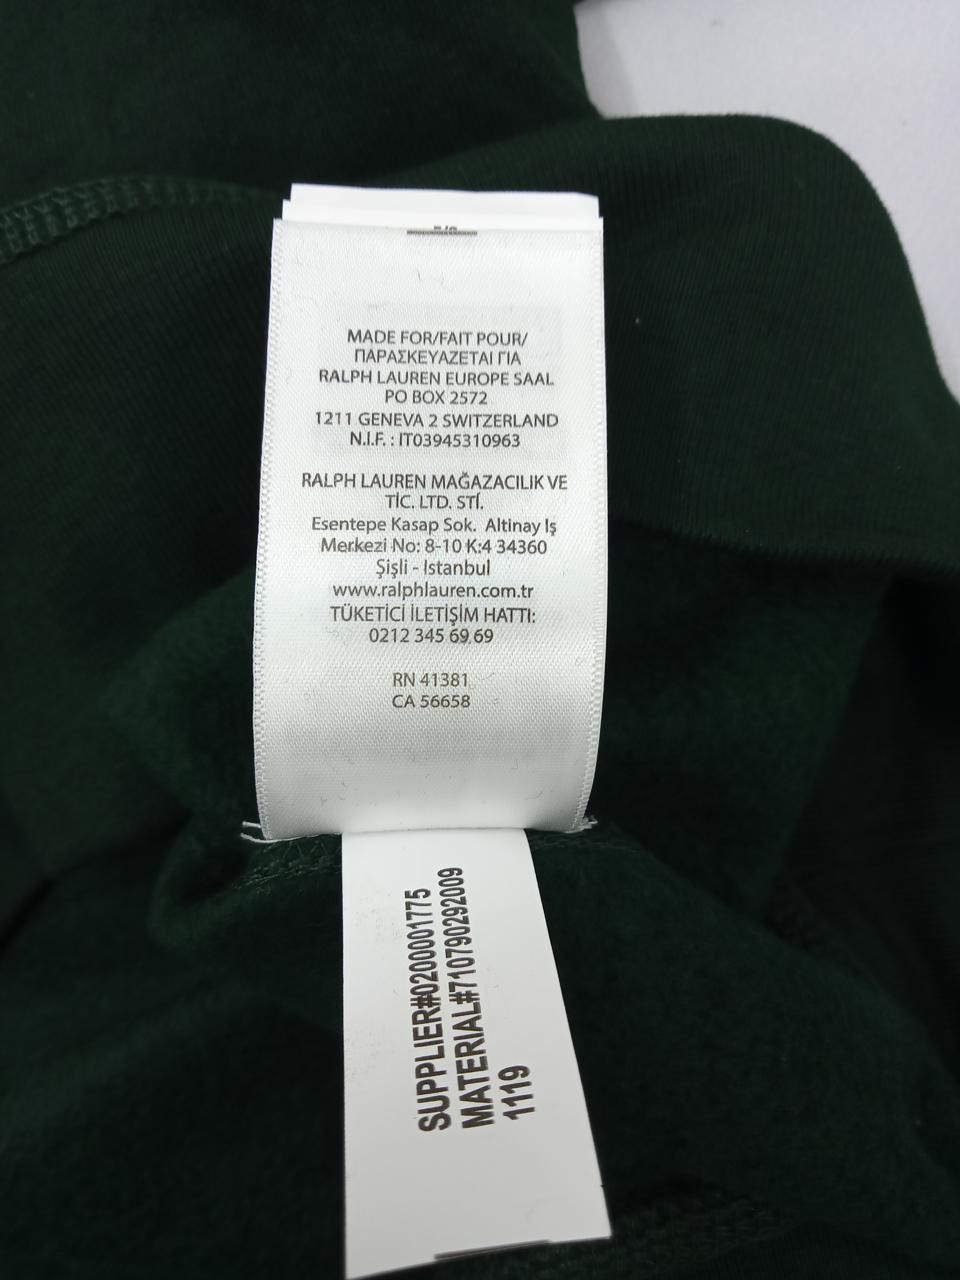 MADE FOR/FAIT POUR/
ΠΑΡΑΣΚΕΥΑΖΕΤΑΙ ΓΙΑ
RALPH LAUREN EUROPE SAAL
PO BOX 2572
1211 GENEVA 2 SWITZERLAND
N.I.F. : IT03945310963
RALPH LAUREN MAĞAZACILIK VE
TİC. LTD. STİ.
Esentepe Kasap Sok. Altinay Iş
Merkezi No: 8-10 K:4 34360
Şişli - Istanbul
www.ralphlauren.com.tr
TÜKETİCİ İLETİŞİM HATTI:
0212 345 69 69
RN 41381
CA 56658
SUPPLIER#0200001775
MATERIAL#710790292009
1119